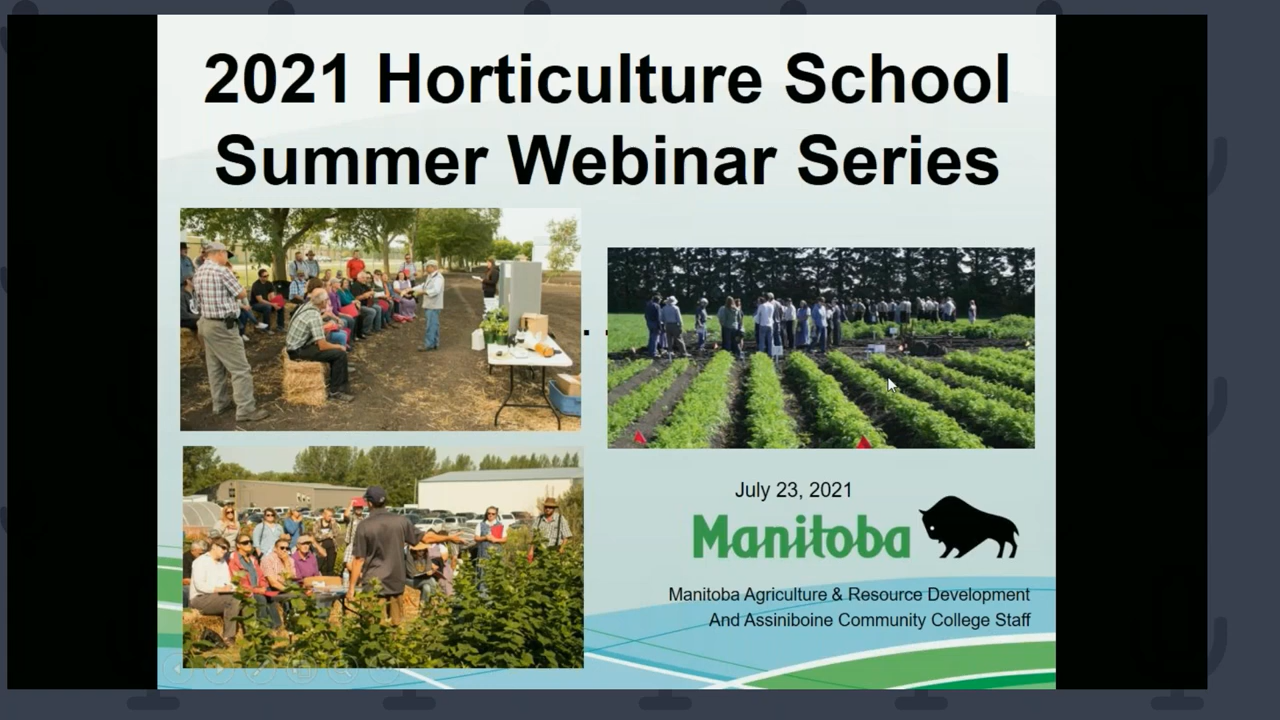 2021 Horticulture School
Summer Webinar Series
July 23, 2021
Manitoba
Manitoba Agriculture & Resource Development
And Assiniboine Community College Staff